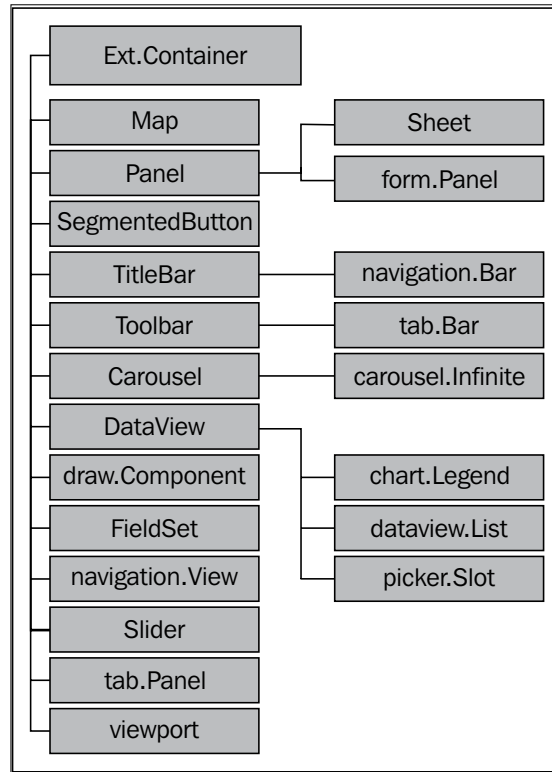 Ext.Container
Map
Sheet
Panel
form.Panel
SegmentedButton
TitleBar
navigation.Bar
Toolbar
tab.Bar
Carousel
carousel.Infinite
DataView
draw.Component
chart.Legend
FieldSet
dataview.List
navigation.View
picker.Slot
Slider
tab.Panel
viewport